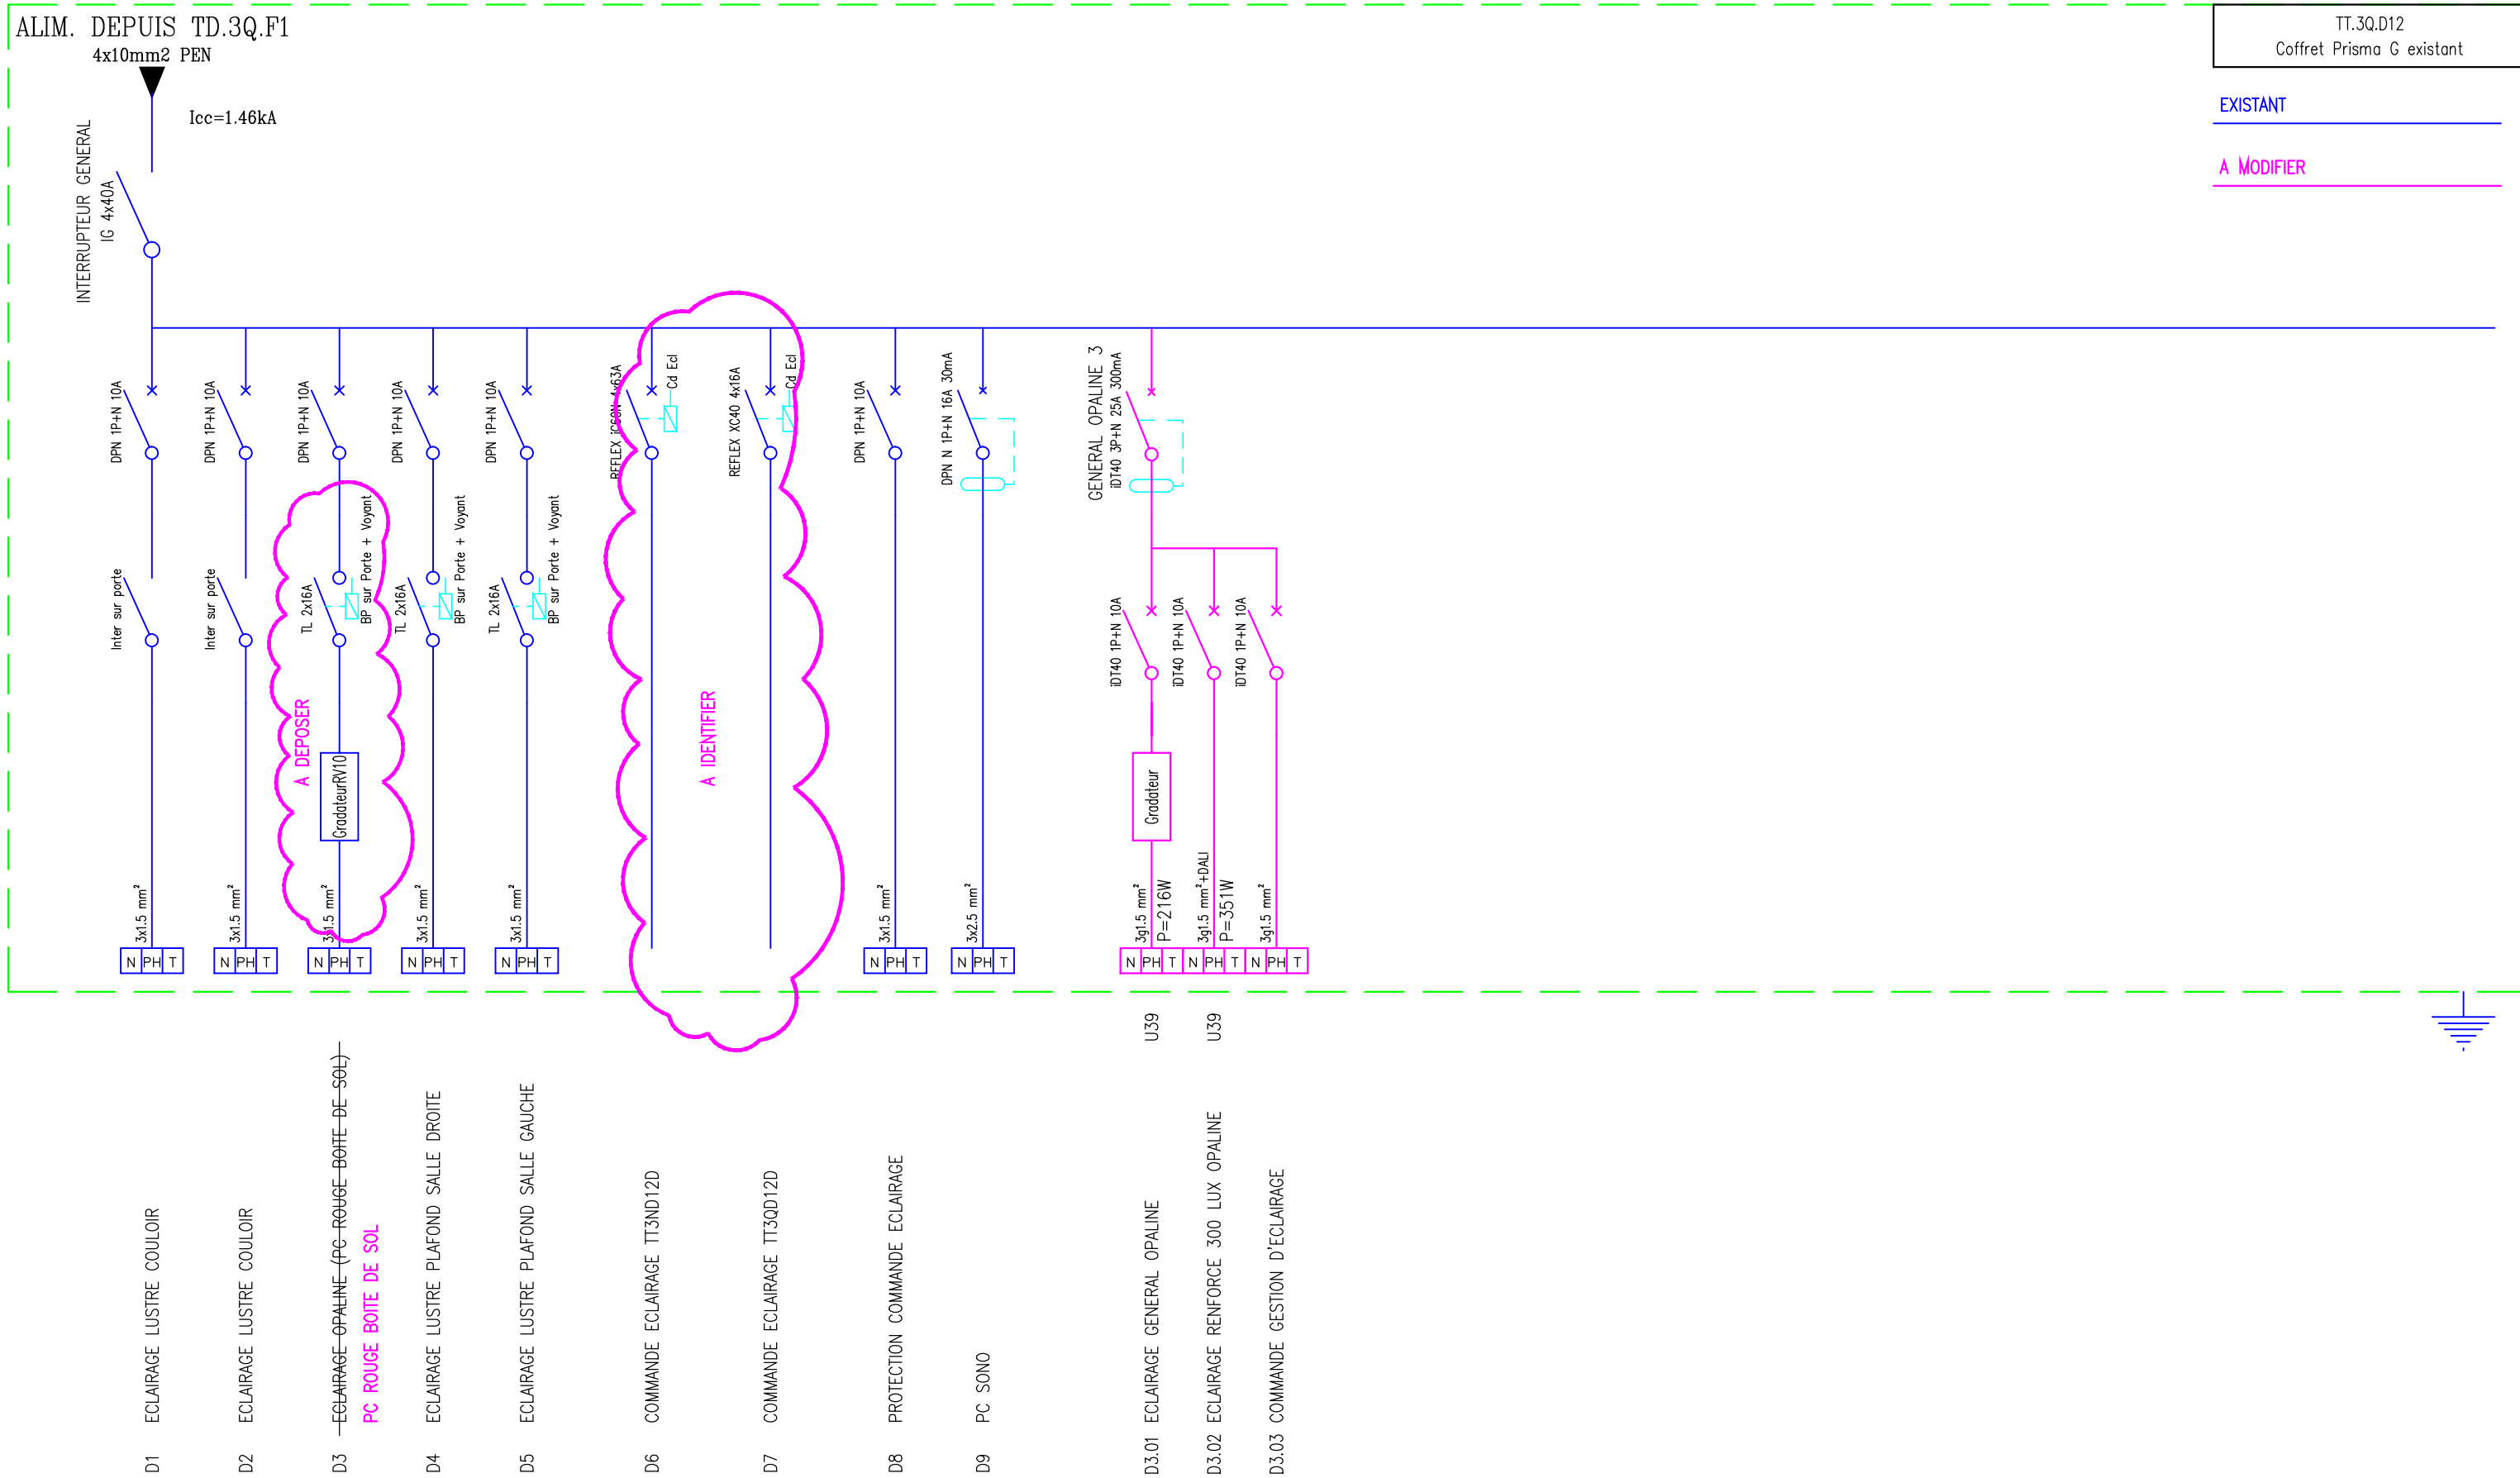 ALIM. DEPUIS TD.3Q.F1
4x10mm2 PEN
Icc=1.46kA
INTERRUPTEUR GENERAL
IG 4x40A
TT.3Q.D12
Coffret Prisma G existant
EXISTANT
A MODIFIER
DPN 1P+N 10A
DPN 1P+N 10A
DPN 1P+N 10A
DPN 1P+N 10A
DPN 1P+N 10A
REFLEX iC60N 4x63A
Cd Ecl
REFLEX XC40 4x16A
Cd Ecl
DPN 1P+N 10A
DPN N 1P+N 16A 30mA
GENERAL OPALINE 3
iDT40 3P+N 25A 300mA
Inter sur porte
Inter sur porte
TL 2x16A
BP sur Porte + Voyant
TL 2x16A
BP sur Porte + Voyant
TL 2x16A
BP sur Porte + Voyant
iDT40 1P+N 10A
iDT40 1P+N 10A
iDT40 1P+N 10A
A DEPOSER
GradateurRV10
A IDENTIFIER
Gradateur
3x1.5 mm²
3x1.5 mm²
3x1.5 mm²
3x1.5 mm²
3x1.5 mm²
3x1.5 mm²
3x2.5 mm²
3g1.5 mm²
P=216W
3g1.5 mm²+DALI
P=351W
3g1.5 mm²
N PH T
N PH T
N PH T
N PH T
N PH T
N PH T
N PH T
N PH T
N PH T
N PH T
U39
U39
D1 ECLAIRAGE LUSTRE COULOIR
D2 ECLAIRAGE LUSTRE COULOIR
D3 ECLAIRAGE OPALINE (PC ROUGE BOITE DE SOL)
PC ROUGE BOITE DE SOL
D4 ECLAIRAGE LUSTRE PLAFOND SALLE DROITE
D5 ECLAIRAGE LUSTRE PLAFOND SALLE GAUCHE
D6 COMMANDE ECLAIRAGE TT3ND12D
D7 COMMANDE ECLAIRAGE TT3QD12D
D8 PROTECTION COMMANDE ECLAIRAGE
D9 PC SONO
D3.01 ECLAIRAGE GENERAL OPALINE
D3.02 ECLAIRAGE RENFORCE 300 LUX OPALINE
D3.03 COMMANDE GESTION D'ECLAIRAGE